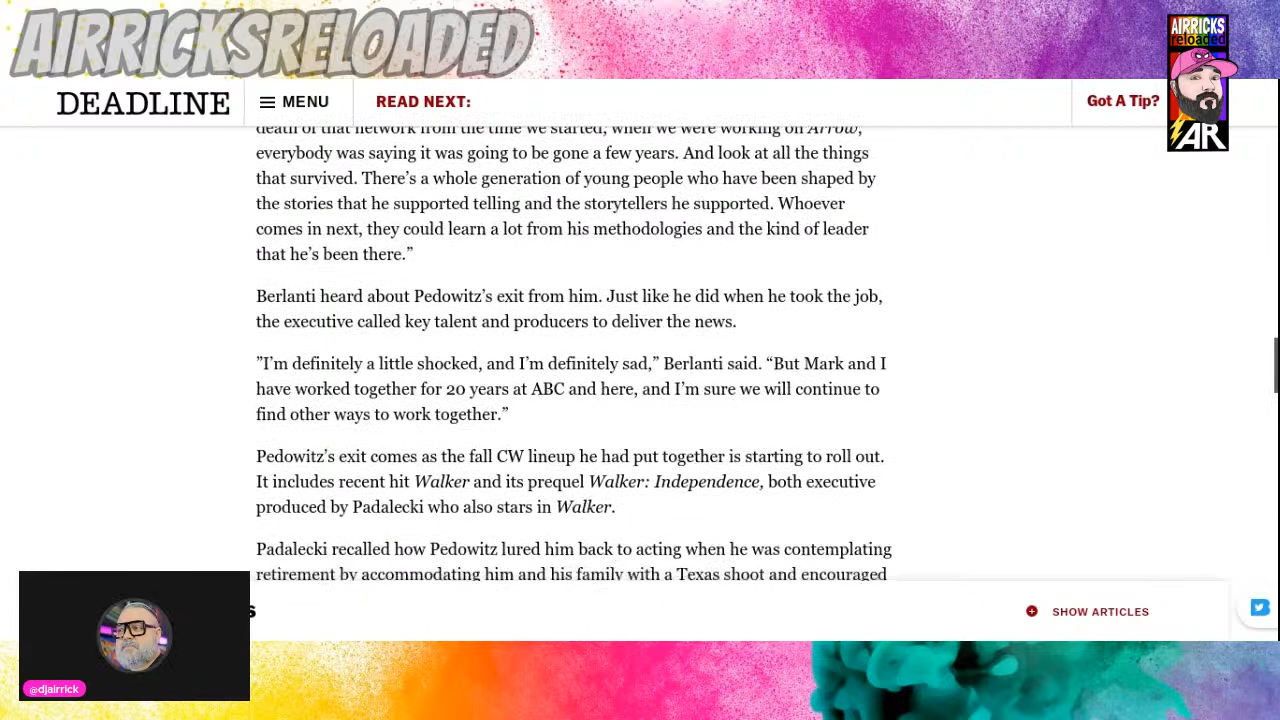 AIRRICKSRELOADED
AIRRICKS
reloaded
AR
DEADLINE
MENU
READ NEXT:
Got A Tip?
death of that network from the time we started, when we were working on Arrow,
everybody was saying it was going to be gone a few years. And look at all the things
that survived. There’s a whole generation of young people who have been shaped by
the stories that he supported telling and the storytellers he supported. Whoever
comes in next, they could learn a lot from his methodologies and the kind of leader
that he’s been there.”
Berlanti heard about Pedowitz’s exit from him. Just like he did when he took the job,
the executive called key talent and producers to deliver the news.
”I’m definitely a little shocked, and I’m definitely sad,” Berlanti said. “But Mark and I
have worked together for 20 years at ABC and here, and I’m sure we will continue to
find other ways to work together.”
Pedowitz’s exit comes as the fall CW lineup he had put together is starting to roll out.
It includes recent hit Walker and its prequel Walker: Independence, both executive
produced by Padalecki who also stars in Walker.
Padalecki recalled how Pedowitz lured him back to acting when he was contemplating
retirement by accommodating him and his family with a Texas shoot and encouraged
s
SHOW ARTICLES
@djairrick